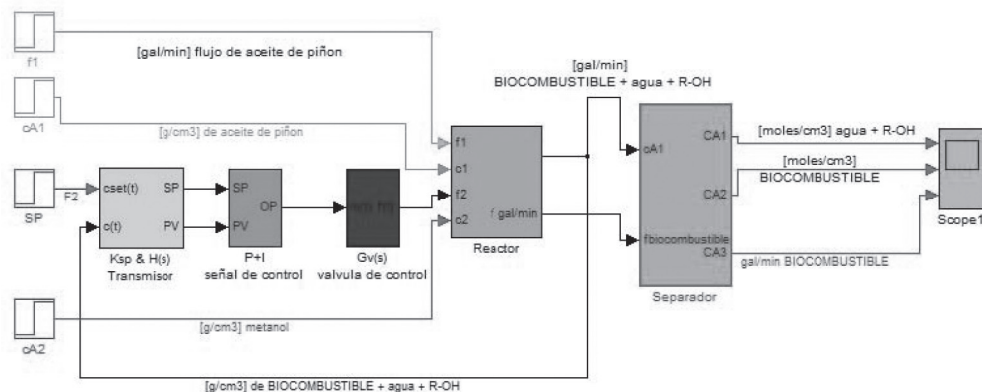 f1
[gal/min] flujo de aceite de piñon
cA1
[g/cm3] de aceite de piñon
SP
F2
cset(t)
c(t)
SP
PV
Ksp & H(s)
Transmisor
SP
PV
OP
P+I
señal de control
Gv(s)
valvula de control
f1
c1
f2
c2
f gal/min
Reactor
[gal/min]
BIOCOMBUSTIBLE + agua + R-OH
cA1
fbiocombustible
CA1
CA2
CA3
Separador
[moles/cm3] agua + R-OH
[moles/cm3]
BIOCOMBUSTIBLE
gal/min BIOCOMBUSTIBLE
Scope1
cA2
[g/cm3] metanol
[g/cm3] de BIOCOMBUSTIBLE + agua + R-OH